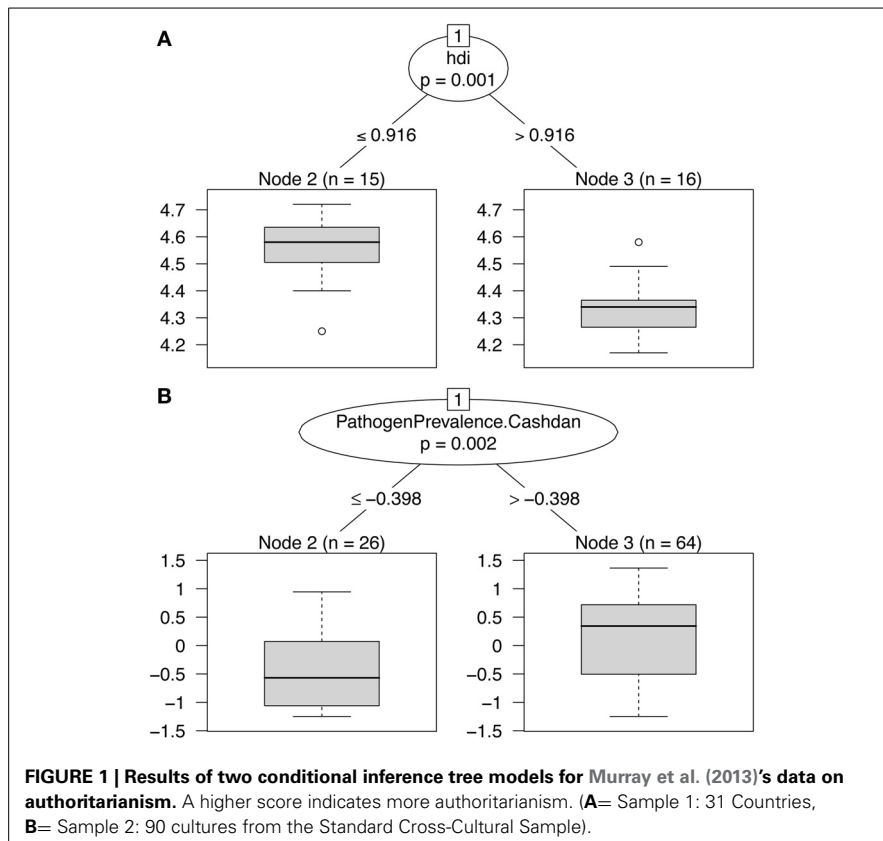 A
1
hdi
p = 0.001
≤ 0.916
> 0.916
Node 2 (n = 15)
Node 3 (n = 16)
4.7
4.6
4.5
4.4
4.3
4.2
4.7
4.6
4.5
4.4
4.3
4.2
B
1
PathogenPrevalence.Cashdan
p = 0.002
≤ −0.398
> −0.398
Node 2 (n = 26)
Node 3 (n = 64)
1.5
1
0.5
0
−0.5
−1
−1.5
1.5
1
0.5
0
−0.5
−1
−1.5
FIGURE 1 | Results of two conditional inference tree models for Murray et al. (2013)'s data on
authoritarianism. A higher score indicates more authoritarianism. (A= Sample 1: 31 Countries,
B= Sample 2: 90 cultures from the Standard Cross-Cultural Sample).